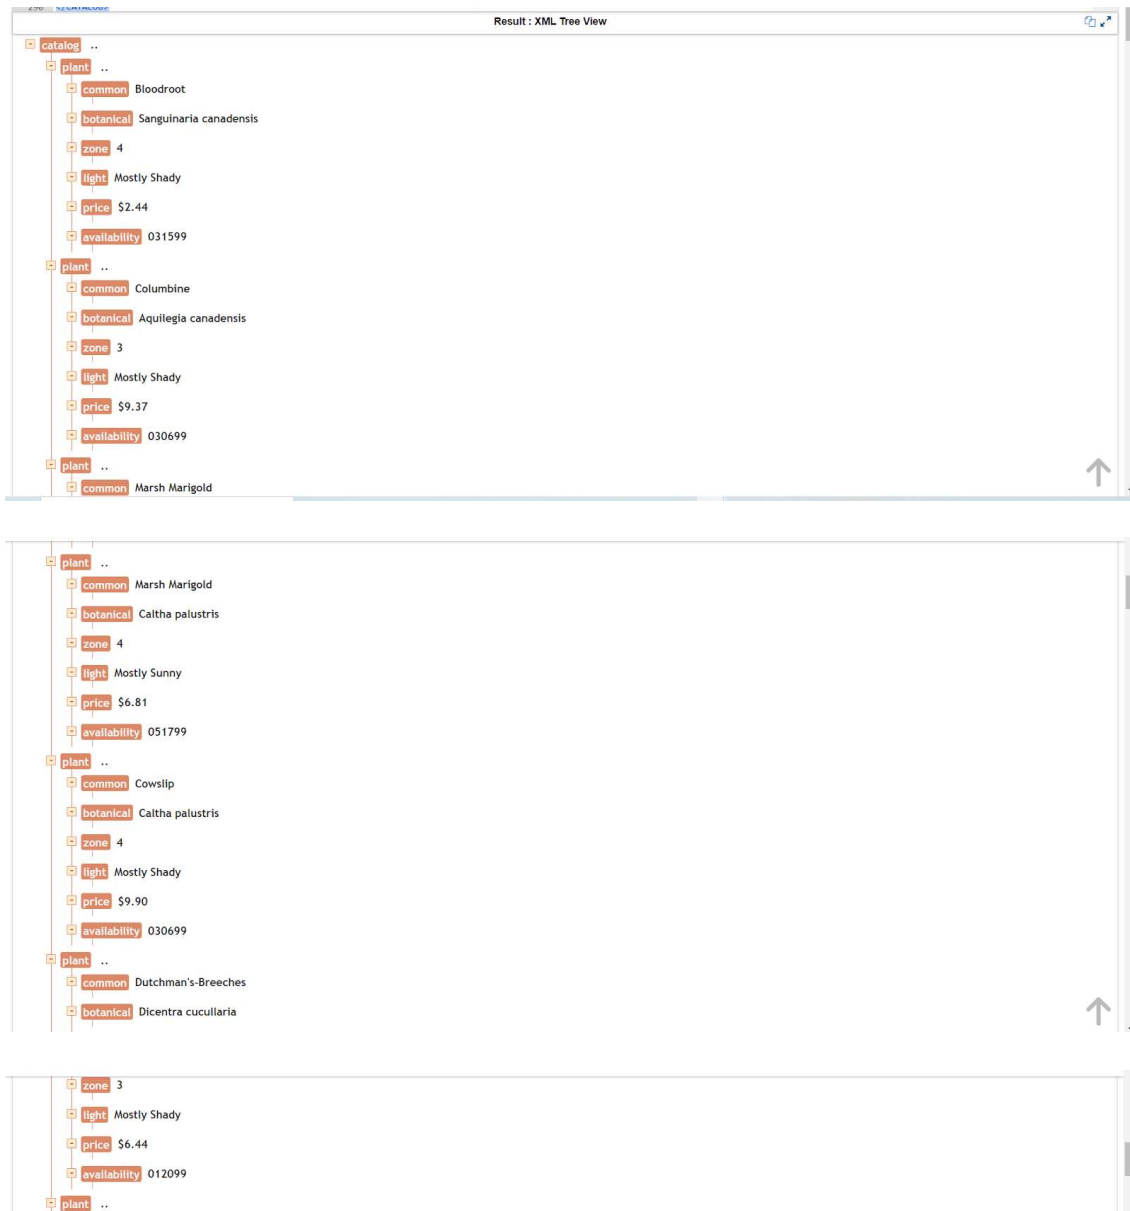 296 </CATALOG>
Result : XML Tree View
catalog ..
plant ..
common Bloodroot
botanical Sanguinaria canadensis
zone 4
light Mostly Shady
price $2.44
availability 031599
plant ..
common Columbine
botanical Aquilegia canadensis
zone 3
light Mostly Shady
price $9.37
availability 030699
plant ..
common Marsh Marigold
plant ..
common Marsh Marigold
botanical Caltha palustris
zone 4
light Mostly Sunny
price $6.81
availability 051799
plant ..
common Cowslip
botanical Caltha palustris
zone 4
light Mostly Shady
price $9.90
availability 030699
plant ..
common Dutchman's-Breeches
botanical Dicentra cucullaria
zone 3
light Mostly Shady
price $6.44
availability 012099
plant ..